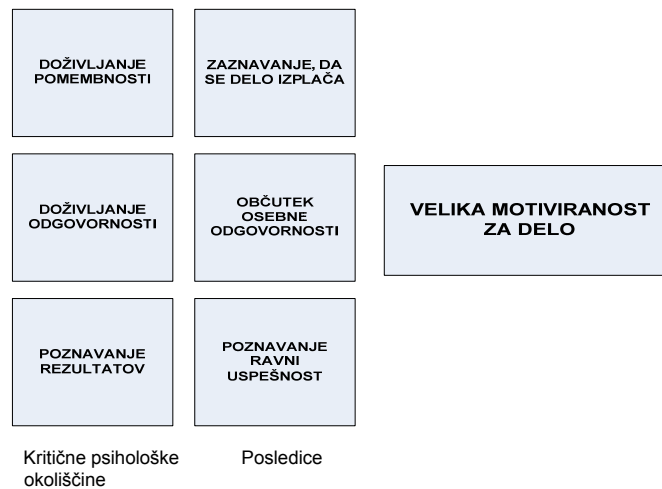 DOŽIVLJANJE
POMEMBNOSTI
ZAZNAVANJE, DA
SE DELO IZPLAČA
DOŽIVLJANJE
ODGOVORNOSTI
OBČUTEK
OSEBNE
ODGOVORNOSTI
VELIKA MOTIVIRANOST
ZA DELO
POZNAVANJE
REZULTATOV
POZNAVANJE
RAVNI
USPEŠNOST
Kritične psihološke
okoliščine
Posledice